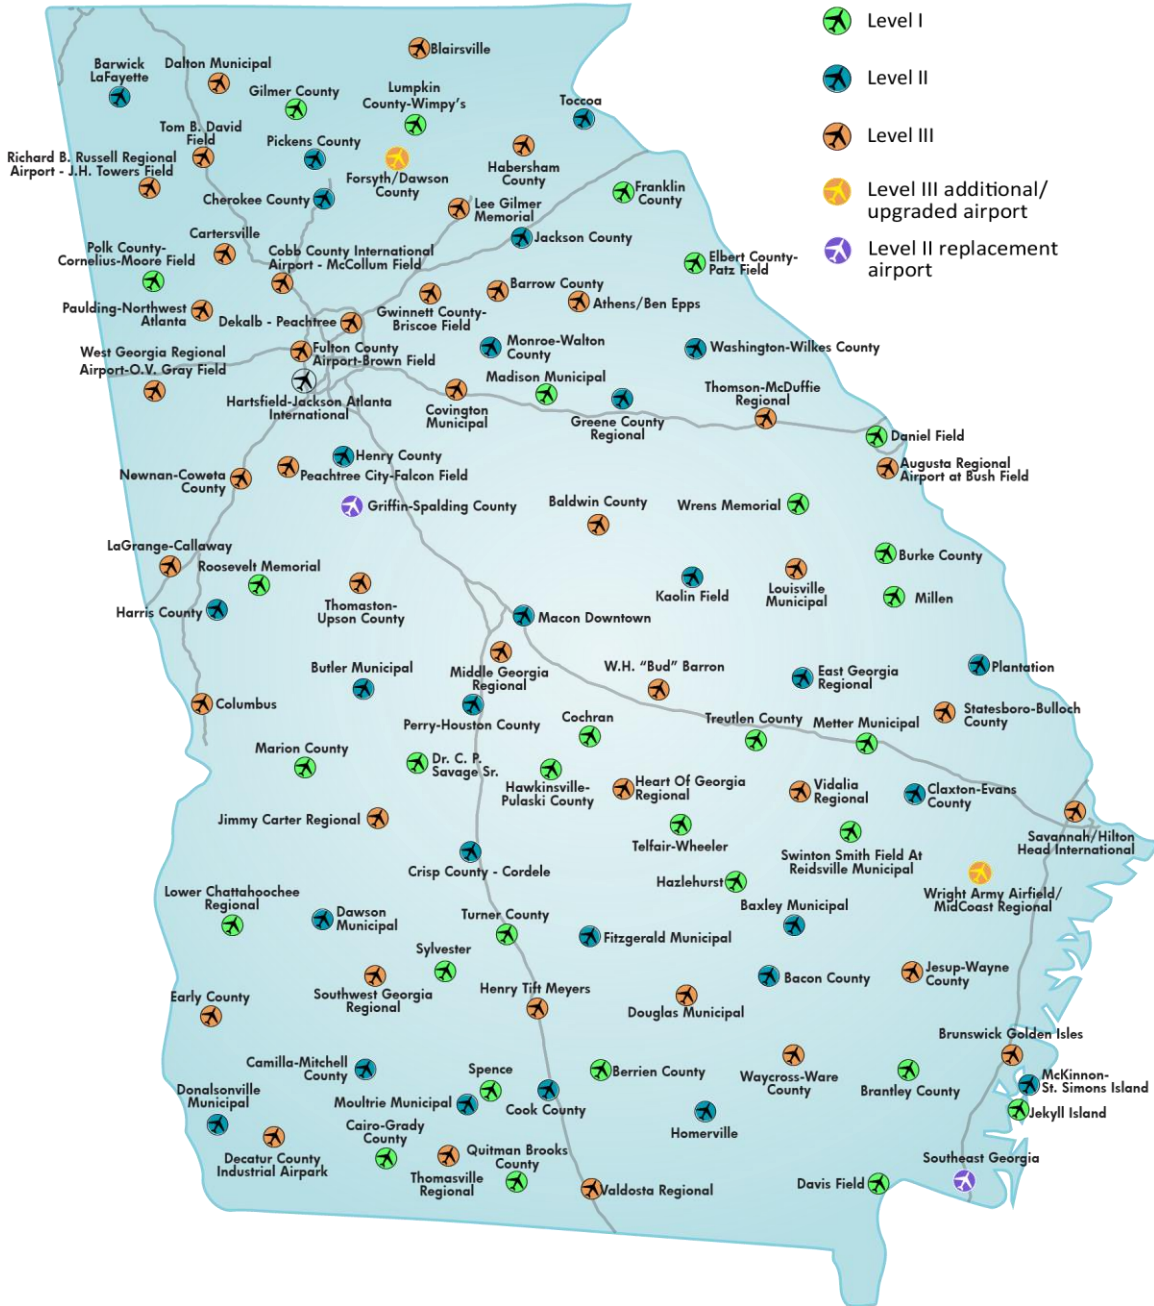 Level I
Level II
Level III
Level III additional/
upgraded airport
Level II replacement
airport
Blairsville
Barwick
LaFayette
Dalton Municipal
Gilmer County
Lumpkin
County-Wimpy's
Toccoa
Tom B. David
Field
Pickens County
Richard B. Russell Regional
Airport - J.H. Towers Field
Forsyth/Dawson
County
Habersham
County
Franklin
County
Cherokee County
Lee Gilmer
Memorial
Jackson County
Cartersville
Polk County-
Cornelius-Moore Field
Cobb County International
Airport - McCollum Field
Elbert County-
Patz Field
Barrow County
Athens/Ben Epps
Paulding-Northwest
Atlanta
Dekalb - Peachtree
Gwinnett County-
Briscoe Field
West Georgia Regional
Airport-O.V. Gray Field
Fulton County
Airport-Brown Field
Monroe-Walton
County
Washington-Wilkes County
Madison Municipal
Hartsfield-Jackson Atlanta
International
Covington
Municipal
Greene County
Regional
Thomson-McDuffie
Regional
Daniel Field
Henry County
Augusta Regional
Airport at Bush Field
Newnan-Coweta
County
Peachtree City-Falcon Field
Griffin-Spalding County
Baldwin County
Wrens Memorial
LaGrange-Callaway
Roosevelt Memorial
Burke County
Harris County
Thomaston-
Upson County
Kaolin Field
Louisville
Municipal
Millen
Macon Downtown
Butler Municipal
Middle Georgia
Regional
W.H. “Bud” Barron
East Georgia
Regional
Plantation
Columbus
Perry-Houston County
Cochran
Treutlen County
Metter Municipal
Statesboro-Bulloch
County
Marion County
Dr. C. P.
Savage Sr.
Hawkinsville-
Pulaski County
Heart Of Georgia
Regional
Vidalia
Regional
Claxton-Evans
County
Jimmy Carter Regional
Telfair-Wheeler
Swinton Smith Field At
Reidsville Municipal
Savannah/Hilton
Head International
Crisp County - Cordele
Hazlehurst
Wright Army Airfield/
MidCoast Regional
Lower Chattahoochee
Regional
Dawson
Municipal
Turner County
Fitzgerald Municipal
Baxley Municipal
Sylvester
Southwest Georgia
Regional
Bacon County
Jesup-Wayne
County
Early County
Henry Tift Meyers
Douglas Municipal
Brunswick Golden Isles
Camilla-Mitchell
County
Spence
Berrien County
Waycross-Ware
County
Brantley County
McKinnon-
St. Simons Island
Donalsonville
Municipal
Moultrie Municipal
Cook County
Homerville
Jekyll Island
Cairo-Grady
County
Decatur County
Industrial Airpark
Thomasville
Regional
Quitman Brooks
County
Valdosta Regional
Davis Field
Southeast Georgia